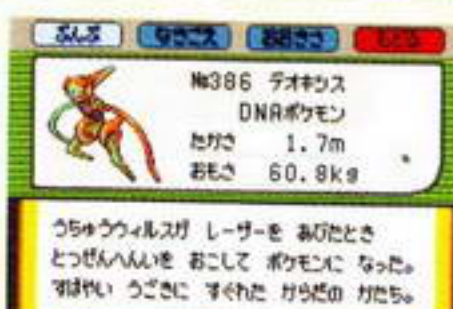 ぶんぷ なきごえ おおきさ もどる
№386 デオキシス
DNAポケモン
たかさ 1.7m
おもさ 60.8kg
うちゅうウィルスが レーザーを あびたとき
とつぜんへんいを おこして ポケモンに なった。
すばやい うごきに すぐれた からだの かたち。